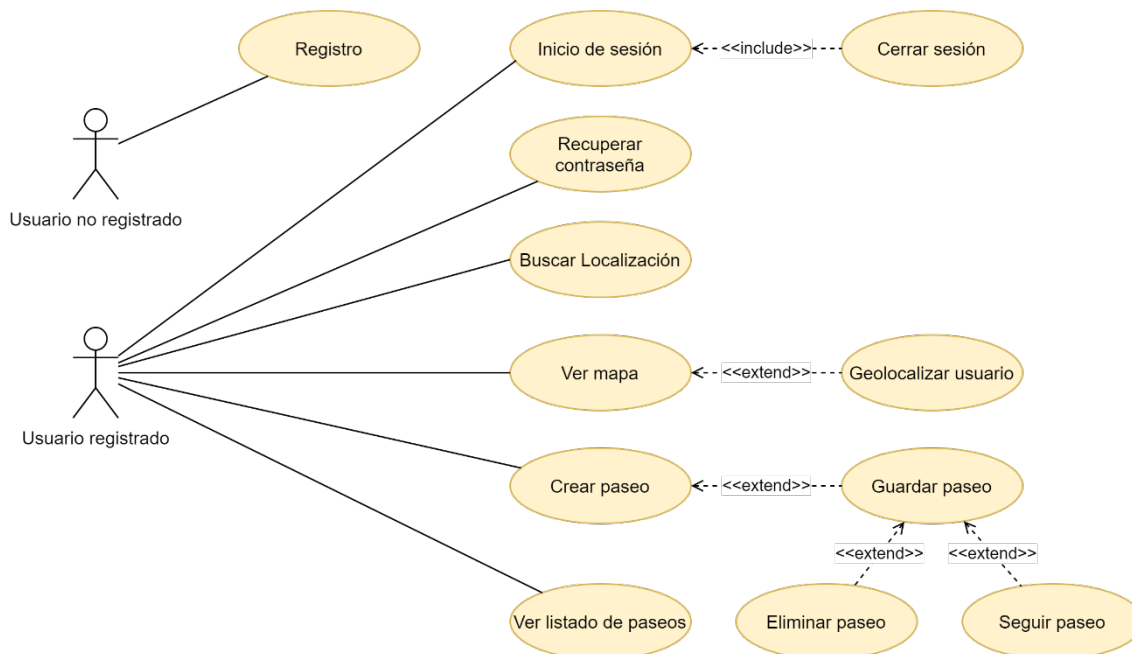 Registro
Inicio de sesión
<<include>>
Cerrar sesión
Recuperar
contraseña
Usuario no registrado
Buscar Localización
Ver mapa
<<extend>>
Geolocalizar usuario
Usuario registrado
Crear paseo
<<extend>>
Guardar paseo
<<extend>>
<<extend>>
Ver listado de paseos
Eliminar paseo
Seguir paseo